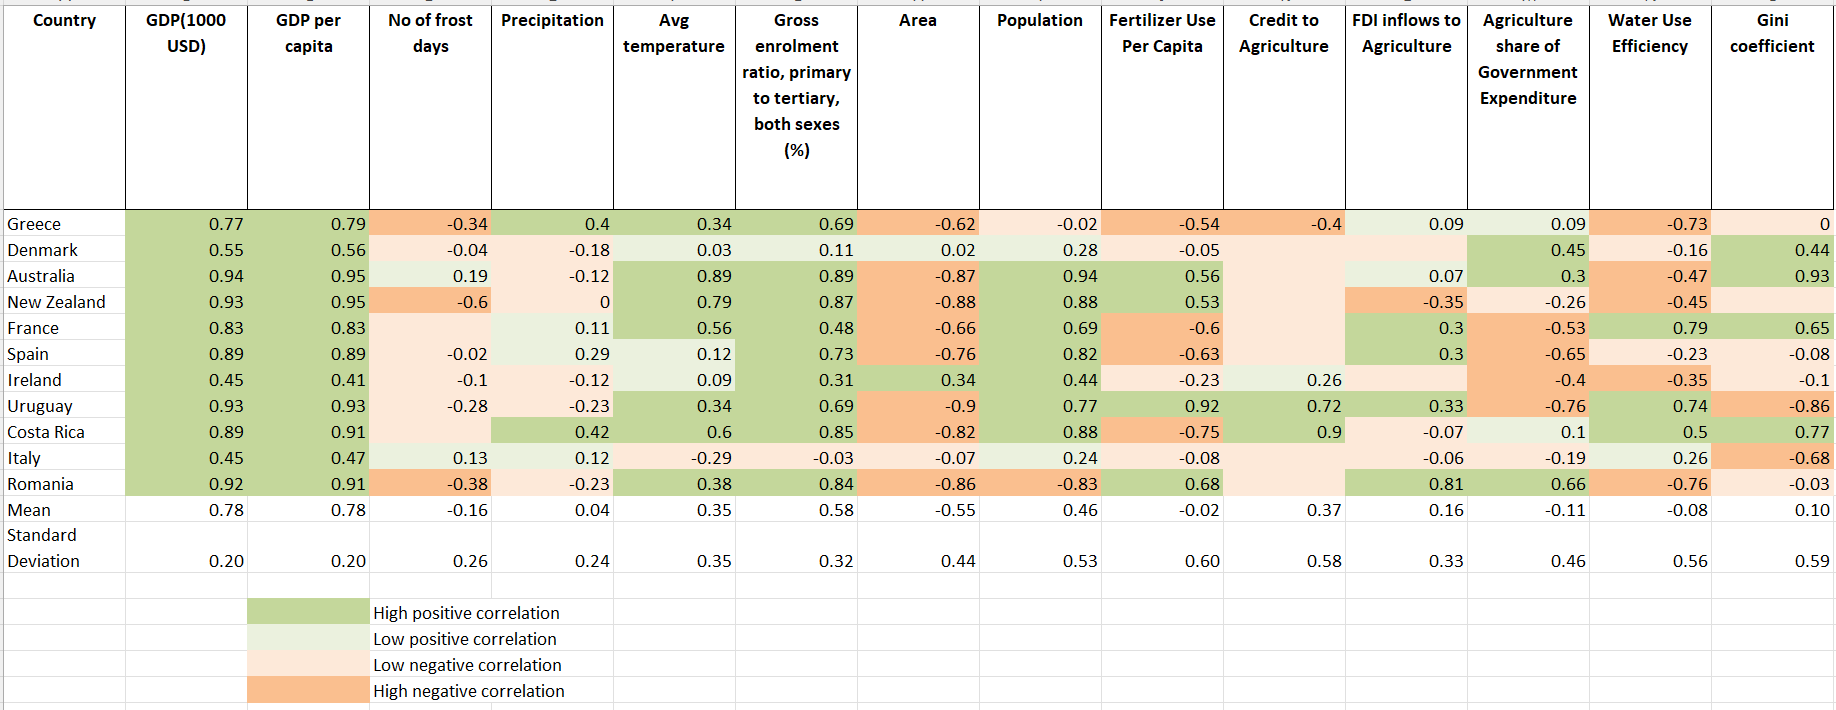 Country GDP(1000 USD) GDP per capita No of frost days Precipitation Avg temperature Gross enrolment ratio, primary to tertiary, both sexes (%) Area Population Fertilizer Use Per Capita Credit to Agriculture FDI inflows to Agriculture Agriculture share of Government Expenditure Water Use Efficiency Gini coefficient
Greece 0.77 0.79 -0.34 0.4 0.34 0.69 -0.62 -0.02 -0.54 -0.4 0.09 0.09 -0.73 0
Denmark 0.55 0.56 -0.04 -0.18 0.03 0.11 0.02 0.28 -0.05 0.45 -0.16 0.44
Australia 0.94 0.95 0.19 -0.12 0.89 0.89 -0.87 0.94 0.56 0.07 0.3 -0.47 0.93
New Zealand 0.93 0.95 -0.6 0 0.79 0.87 -0.88 0.88 0.53 -0.35 -0.26 -0.45
France 0.83 0.83 0.11 0.56 0.48 -0.66 0.69 -0.6 0.3 -0.53 0.79 0.65
Spain 0.89 0.89 -0.02 0.29 0.12 0.73 -0.76 0.82 -0.63 0.3 -0.65 -0.23 -0.08
Ireland 0.45 0.41 -0.1 -0.12 0.09 0.31 0.34 0.44 -0.23 0.26 -0.4 -0.35 -0.1
Uruguay 0.93 0.93 -0.28 -0.23 0.34 0.69 -0.9 0.77 0.92 0.72 0.33 -0.76 0.74 -0.86
Costa Rica 0.89 0.91 0.42 0.6 0.85 -0.82 0.88 -0.75 0.9 -0.07 0.1 0.5 0.77
Italy 0.45 0.47 0.13 0.12 -0.29 -0.03 -0.07 0.24 -0.08 -0.06 -0.19 0.26 -0.68
Romania 0.92 0.91 -0.38 -0.23 0.38 0.84 -0.86 -0.83 0.68 0.81 0.66 -0.76 -0.03
Mean 0.78 0.78 -0.16 0.04 0.35 0.58 -0.55 0.46 -0.02 0.37 0.16 -0.11 -0.08 0.10
Standard
Deviation 0.20 0.20 0.26 0.24 0.35 0.32 0.44 0.53 0.60 0.58 0.33 0.46 0.56 0.59
High positive correlation
Low positive correlation
Low negative correlation
High negative correlation